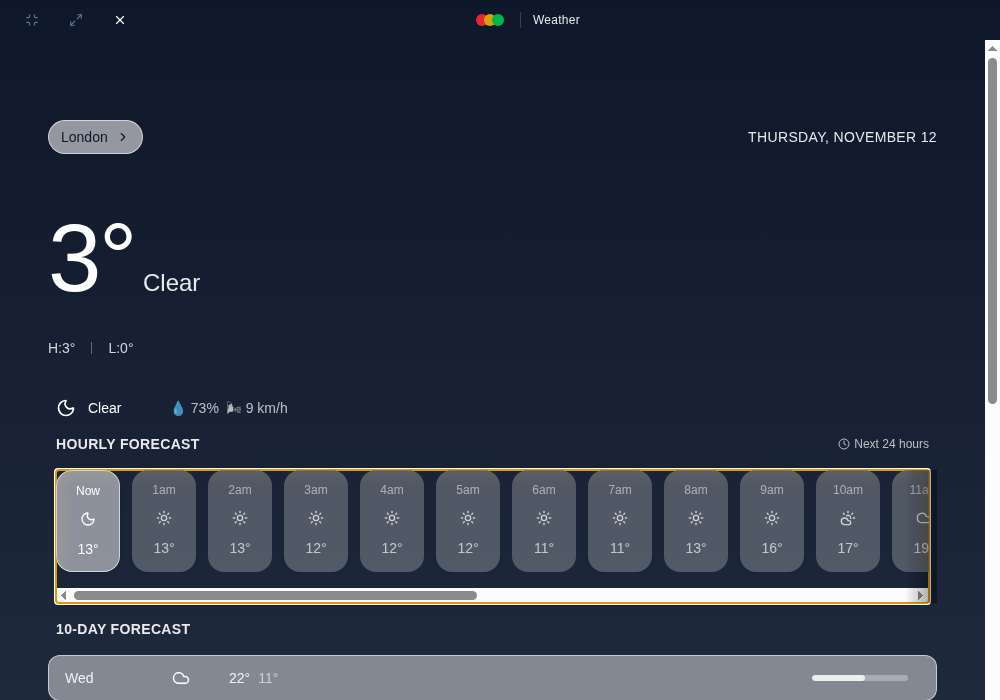 Weather
London
THURSDAY, NOVEMBER 12
3° Clear
H:3° L:0°
Clear 73% 9 km/h
HOURLY FORECAST Next 24 hours
Now 1am 2am 3am 4am 5am 6am 7am 8am 9am 10am
13° 13° 13° 12° 12° 12° 11° 11° 13° 16° 17° 19
10-DAY FORECAST
Wed 22° 11°